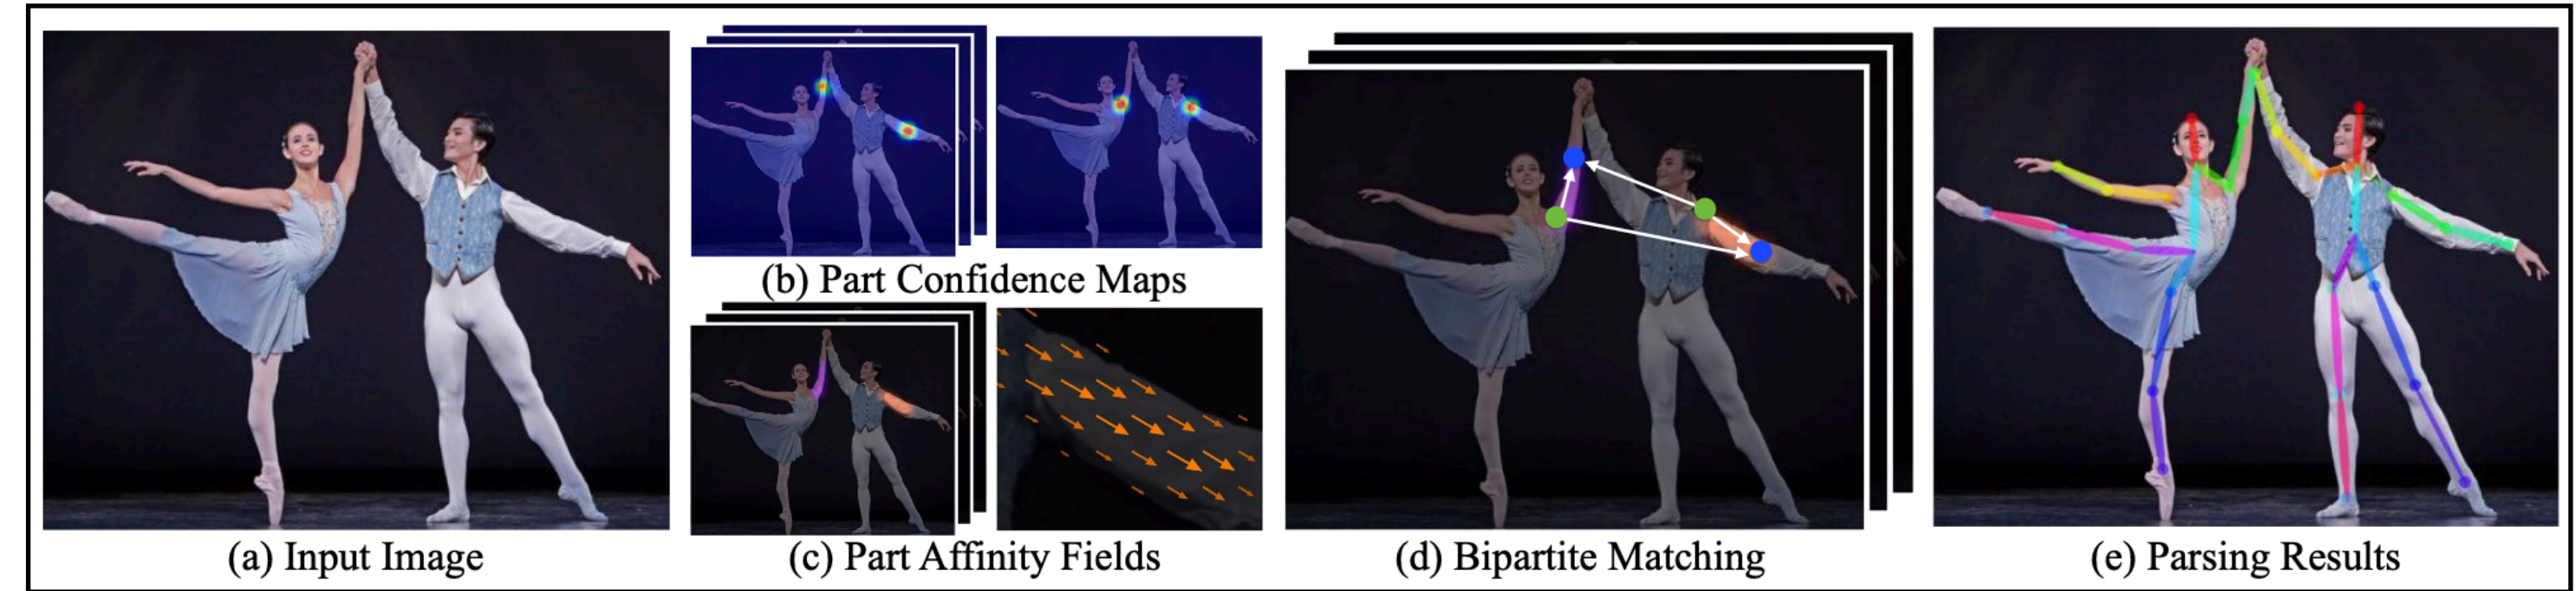 (a) Input Image
(b) Part Confidence Maps
(c) Part Affinity Fields
(d) Bipartite Matching
(e) Parsing Results